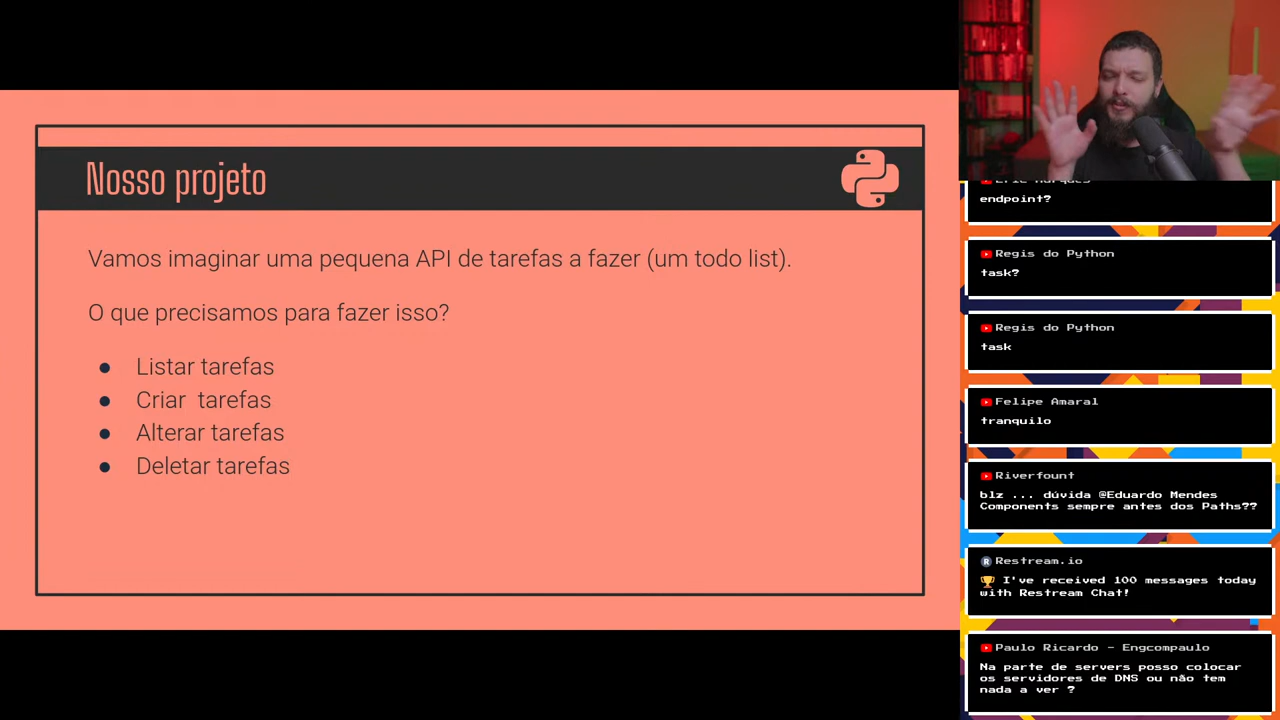 Nosso projeto
Vamos imaginar uma pequena API de tarefas a fazer (um todo list).
O que precisamos para fazer isso?
● Listar tarefas
● Criar  tarefas
● Alterar tarefas
● Deletar tarefas
endpoint?
Regis do Python
task?
Regis do Python
task
Felipe Amaral
tranquilo
Riverfount
blz ... dúvida @Eduardo Mendes
Components sempre antes dos Paths??
Restream.io
🏆 I've received 100 messages today
with Restream Chat!
Paulo Ricardo - Engcompaulo
Na parte de servers posso colocar
os servidores de DNS ou não tem
nada a ver ?